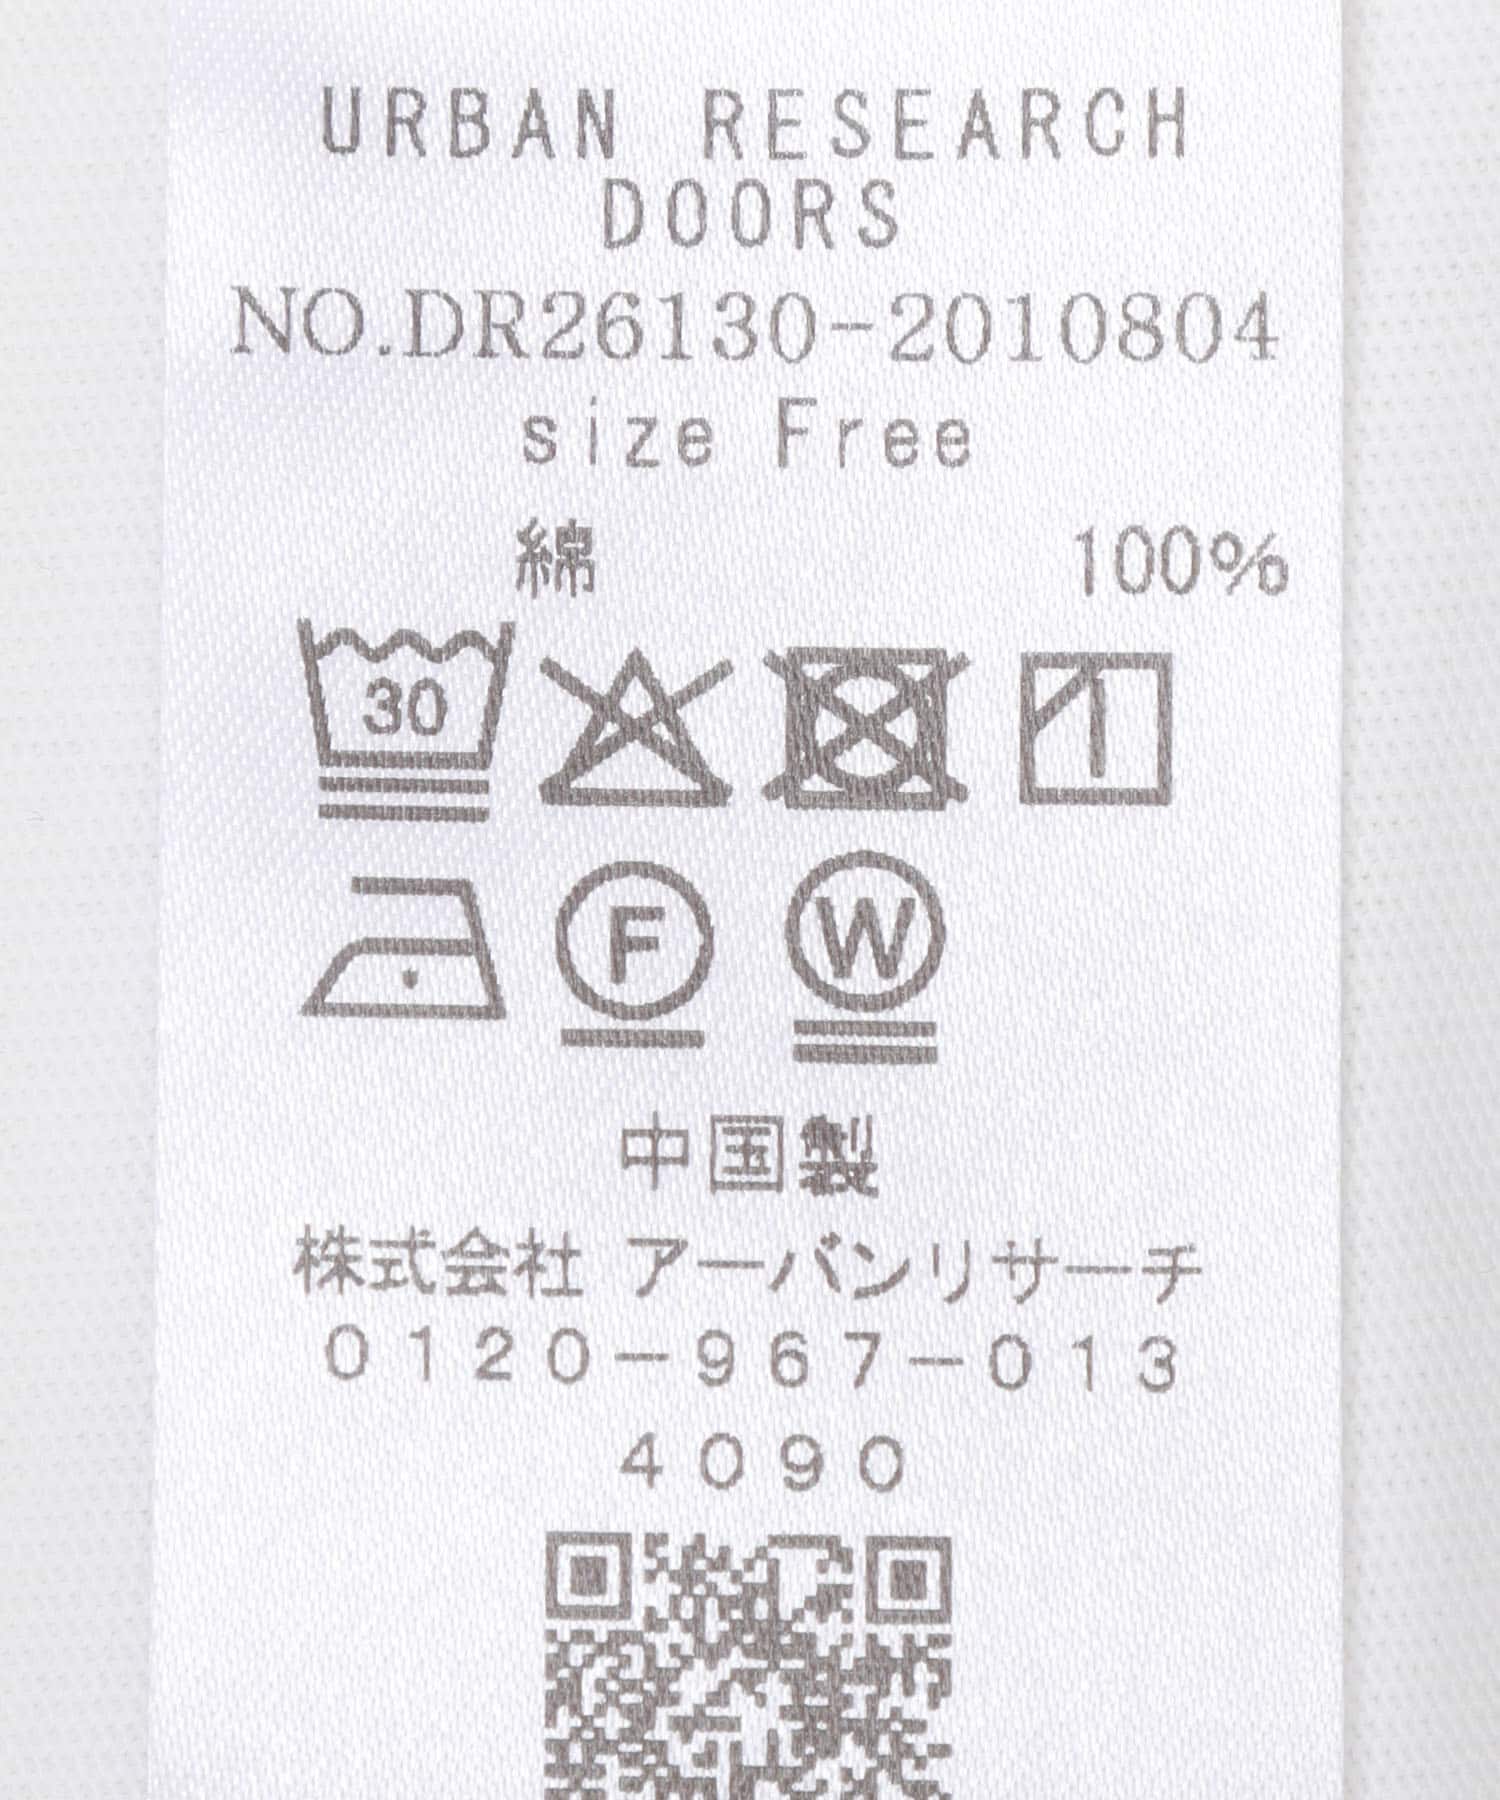 URBAN RESEARCH
DOORS
NO.DR26130-2010804
size Free
綿 100%
30
F W
中国製
株式会社 アーバンリサーチ
0120-967-013
4090